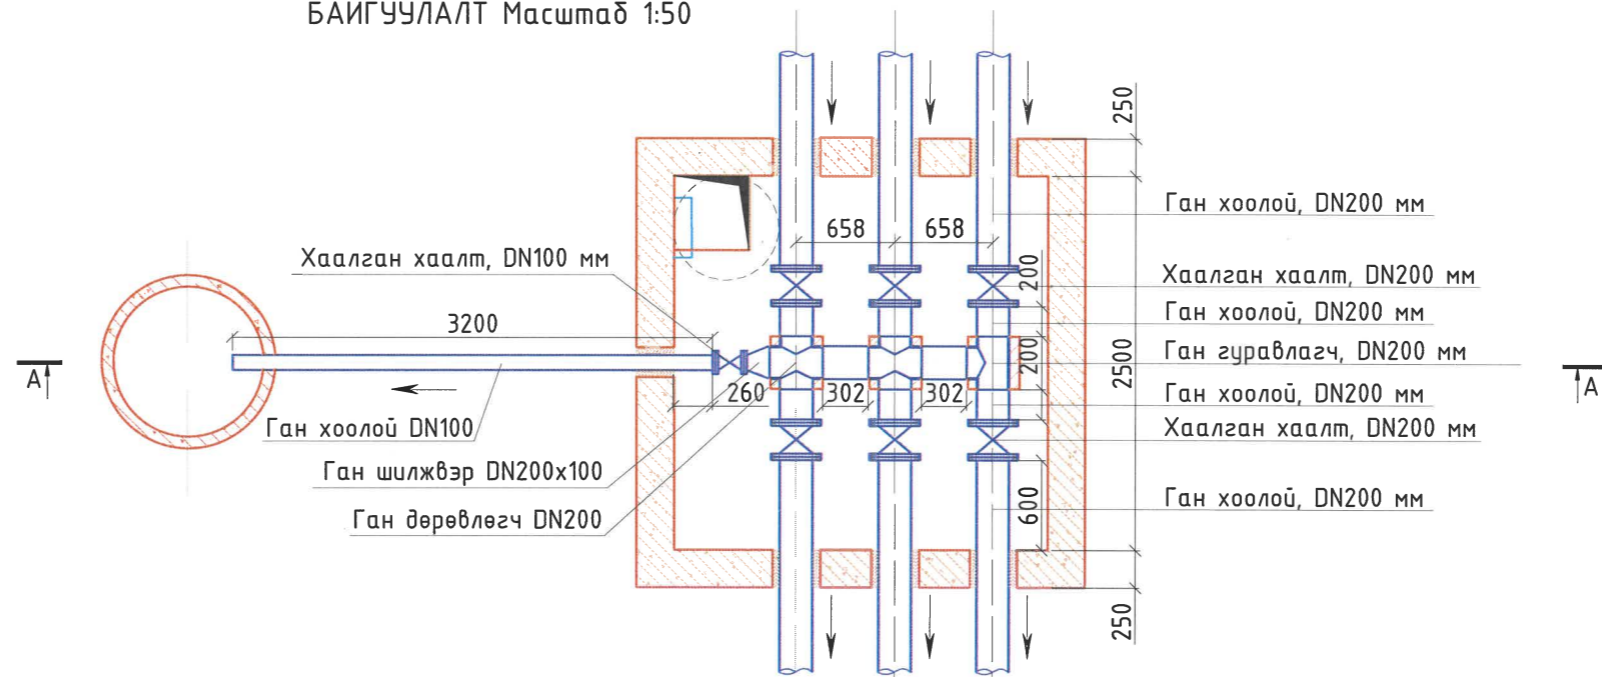 БАЙГУУЛАЛТ Масштаб 1:50
250
Ган хоолой, DN200 мм
658 658
Хаалган хаалт, DN100 мм
200
Хаалган хаалт, DN200 мм
3200
Ган хоолой, DN200 мм
А
200
Ган гуравлагч, DN200 мм
2500
А
260 302 302
Ган хоолой, DN200 мм
Ган хоолой DN100
Хаалган хаалт, DN200 мм
Ган шилжвэр DN200х100
600
Ган хоолой, DN200 мм
Ган дөрөвлөгч DN200
250